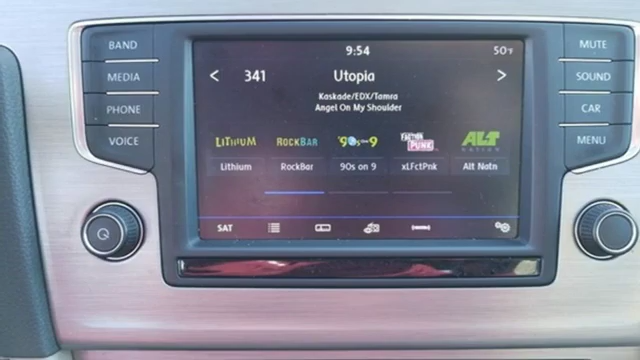 BAND
MEDIA
PHONE
VOICE
9:54
50°F
< 341 Utopia >
Kaskade/EDX/Tamra
Angel On My Shoulder
LITHIUM ROCKBAR '90s on 9 FACTION PUNK ALT NATION
Lithium RockBar 90s on 9 xLFctPnk Alt Natn
SAT
MUTE
SOUND
CAR
MENU